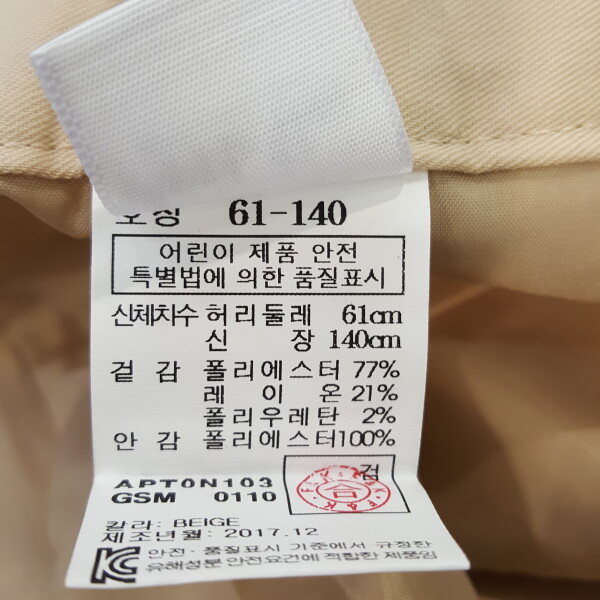 호칭 61-140
어린이 제품 안전
특별법에 의한 품질표시
신체치수 허리둘레 61cm
신 장 140cm
겉 감 폴리에스터 77%
레 이 온 21%
폴리우레탄 2%
안 감 폴리에스터100%
APT0N103
GSM 0110
검
合
칼라: BEIGE
제조년월: 2017.12
안전·품질표시 기준에서 규정한
유해성분 안전요건에 적합한 제품임